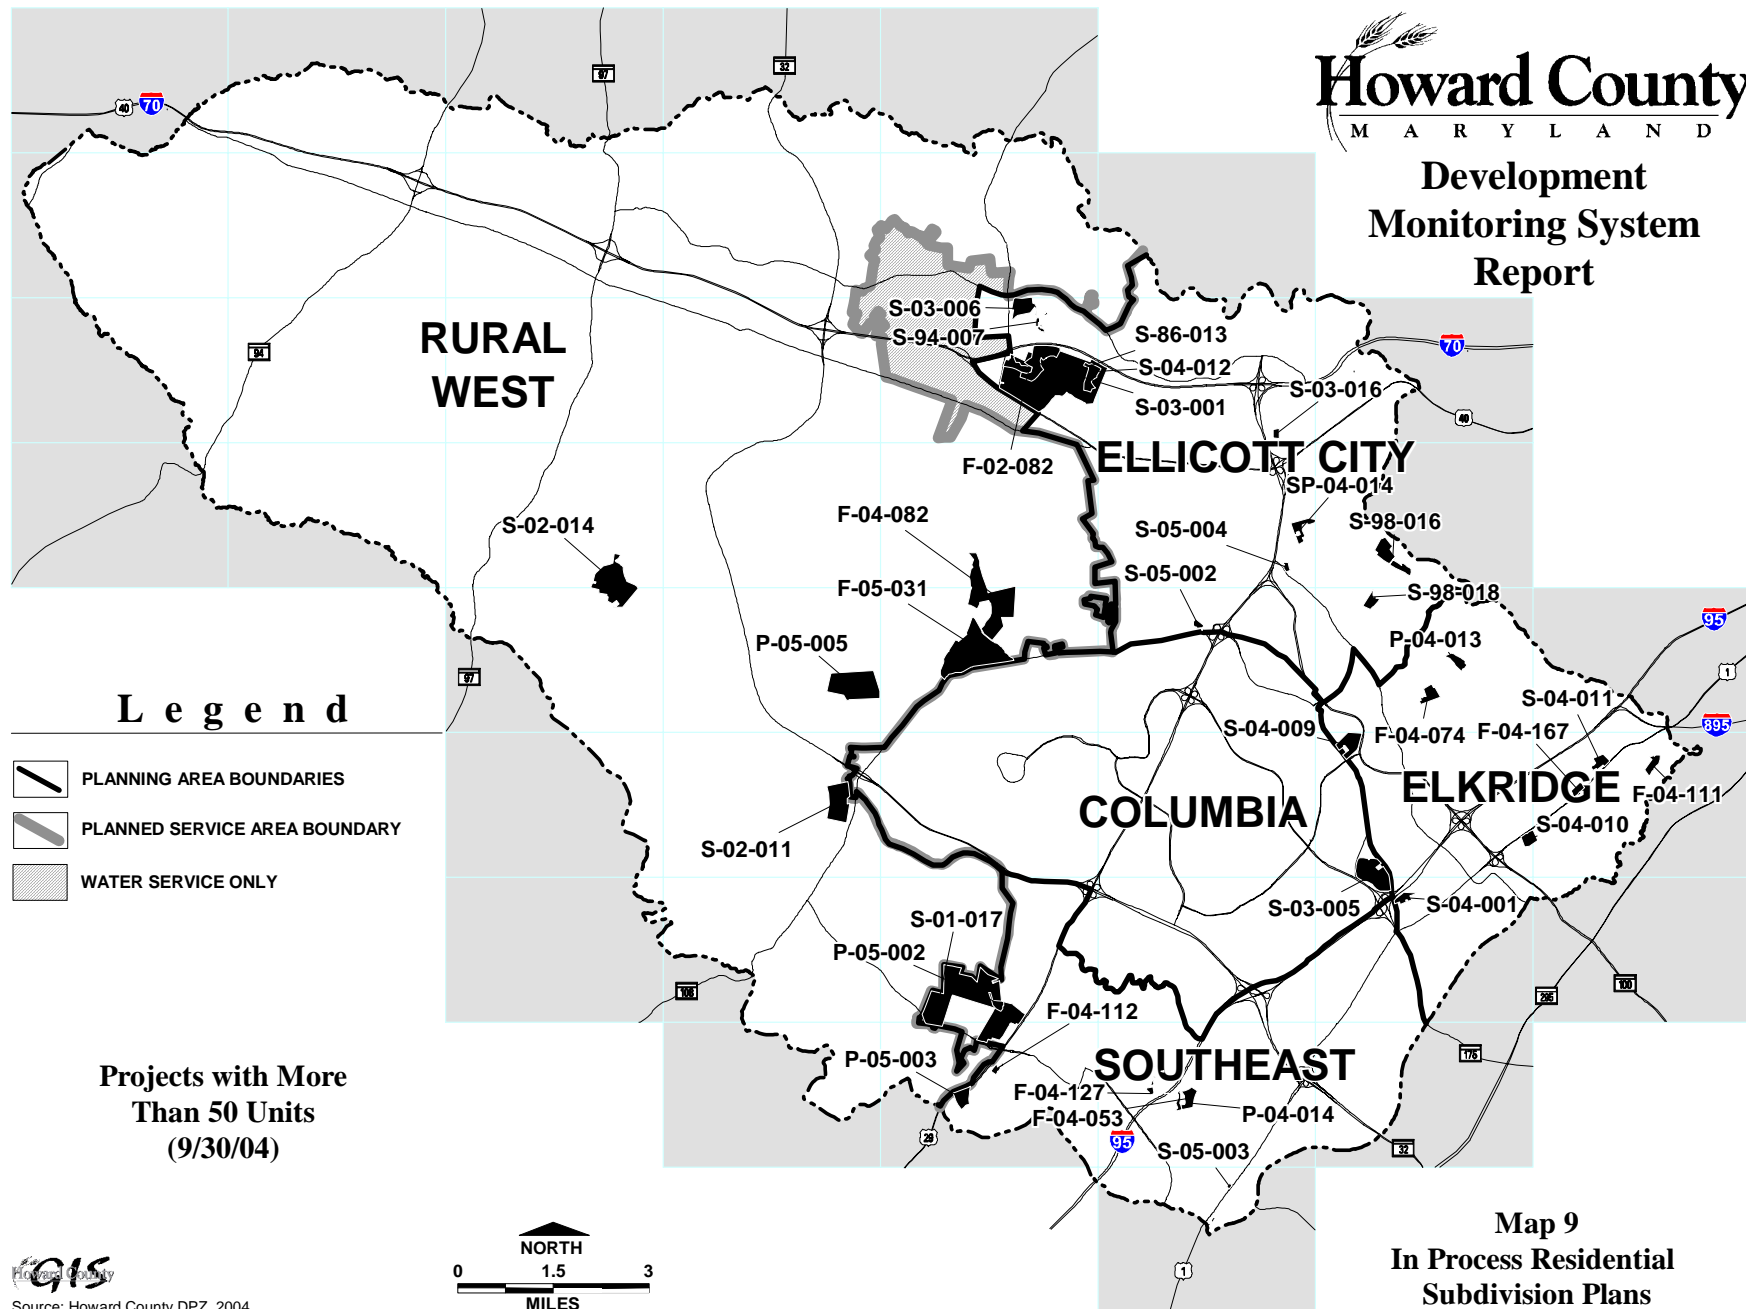 Howard County
MARYLAND
Development
Monitoring System
Report
40
70
97
32
94
RURAL
WEST
S-03-006
S-94-007
S-86-013
S-04-012
S-03-001
S-03-016
70
40
F-02-082
ELLICOTT CITY
SP-04-014
S-98-016
S-05-004
S-05-002
S-98-018
S-02-014
F-04-082
F-05-031
P-05-005
P-04-013
95
1
895
97
S-04-011
S-04-009
F-04-074
F-04-167
ELKRIDGE
F-04-111
S-04-010
COLUMBIA
S-02-011
S-03-005
S-04-001
S-01-017
P-05-002
108
100
295
175
F-04-112
P-05-003
SOUTHEAST
F-04-127
F-04-053
P-04-014
29
95
S-05-003
32
1
Legend
PLANNING AREA BOUNDARIES
PLANNED SERVICE AREA BOUNDARY
WATER SERVICE ONLY
Projects with More
Than 50 Units
(9/30/04)
GIS
Howard County
Source: Howard County DPZ, 2004
NORTH
0 1.5 3
MILES
Map 9
In Process Residential
Subdivision Plans